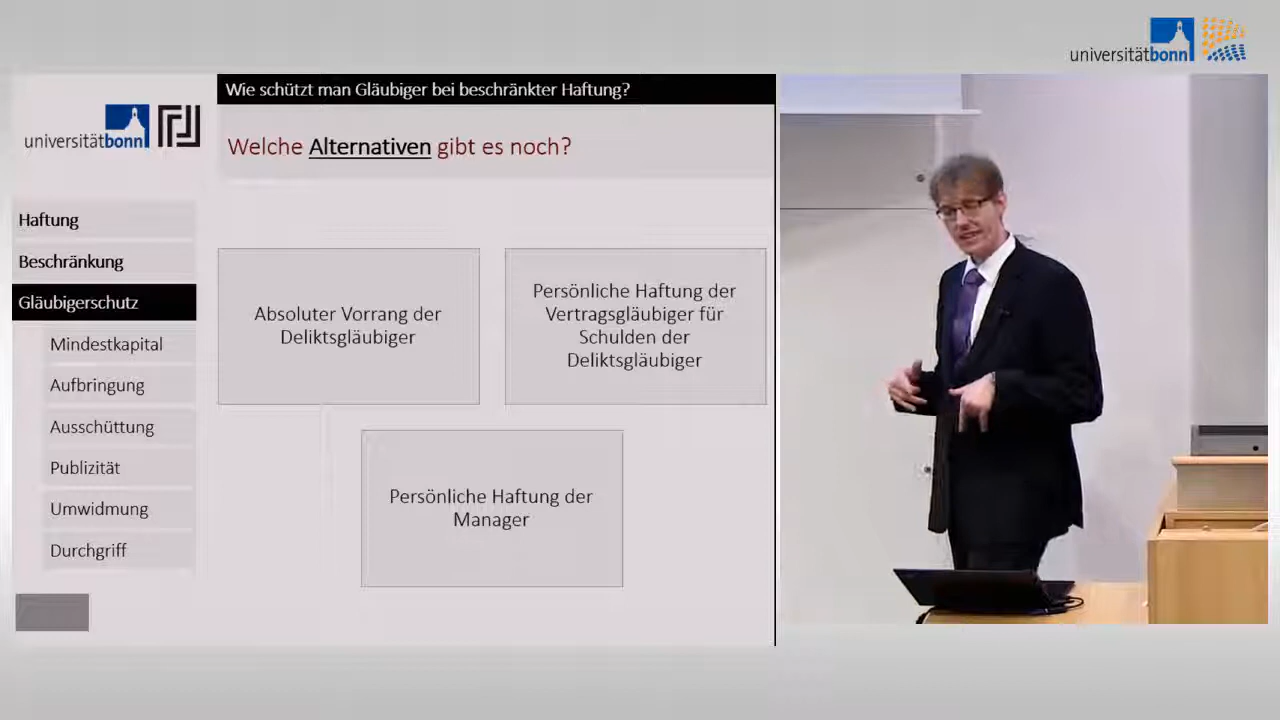 universitätbonn
Wie schützt man Gläubiger bei beschränkter Haftung?
universitätbonn
Welche Alternativen gibt es noch?
Haftung
Beschränkung
Gläubigerschutz
Mindestkapital
Aufbringung
Ausschüttung
Publizität
Umwidmung
Durchgriff
Absoluter Vorrang der
Deliktsgläubiger
Persönliche Haftung der
Vertragsgläubiger für
Schulden der
Deliktsgläubiger
Persönliche Haftung der
Manager